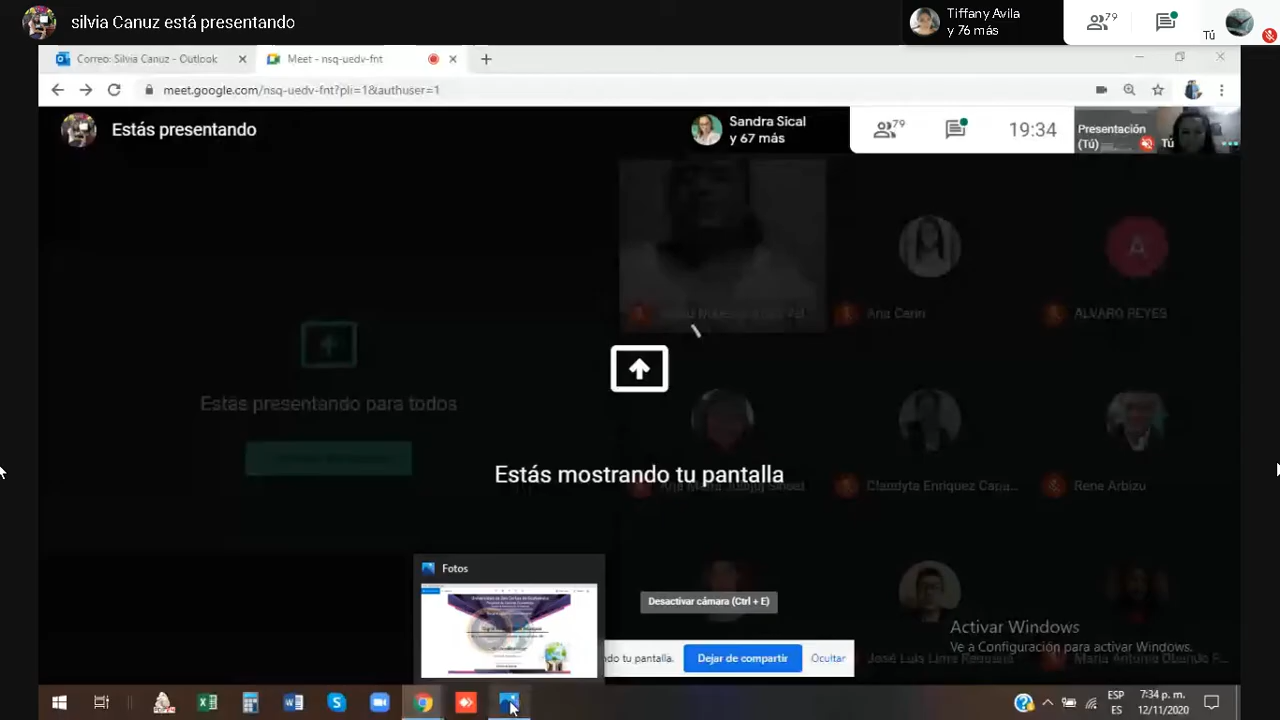 silvia Canuz está presentando
Tiffany Avila
y 76 más
79
Tú
Correo: Silvia Canuz - Outlook
Meet - nsq-uedv-fnt
meet.google.com/nsq-uedv-fnt?pli=1&authuser=1
Estás presentando
Sandra Sical
y 67 más
79
19:34
Presentación
(Tú)
Tú
A
Ana Cerin
ALVARO REYES
Estás presentando para todos
Estás mostrando tu pantalla
Claudyta Enriquez Capa...
Rene Arbizu
Fotos
Desactivar cámara (Ctrl + E)
Activar Windows
Ve a Configuración para activar Windows.
ndo tu pantalla.
Dejar de compartir
Ocultar
José Luis
ESP
ES
7:34 p. m.
12/11/2020